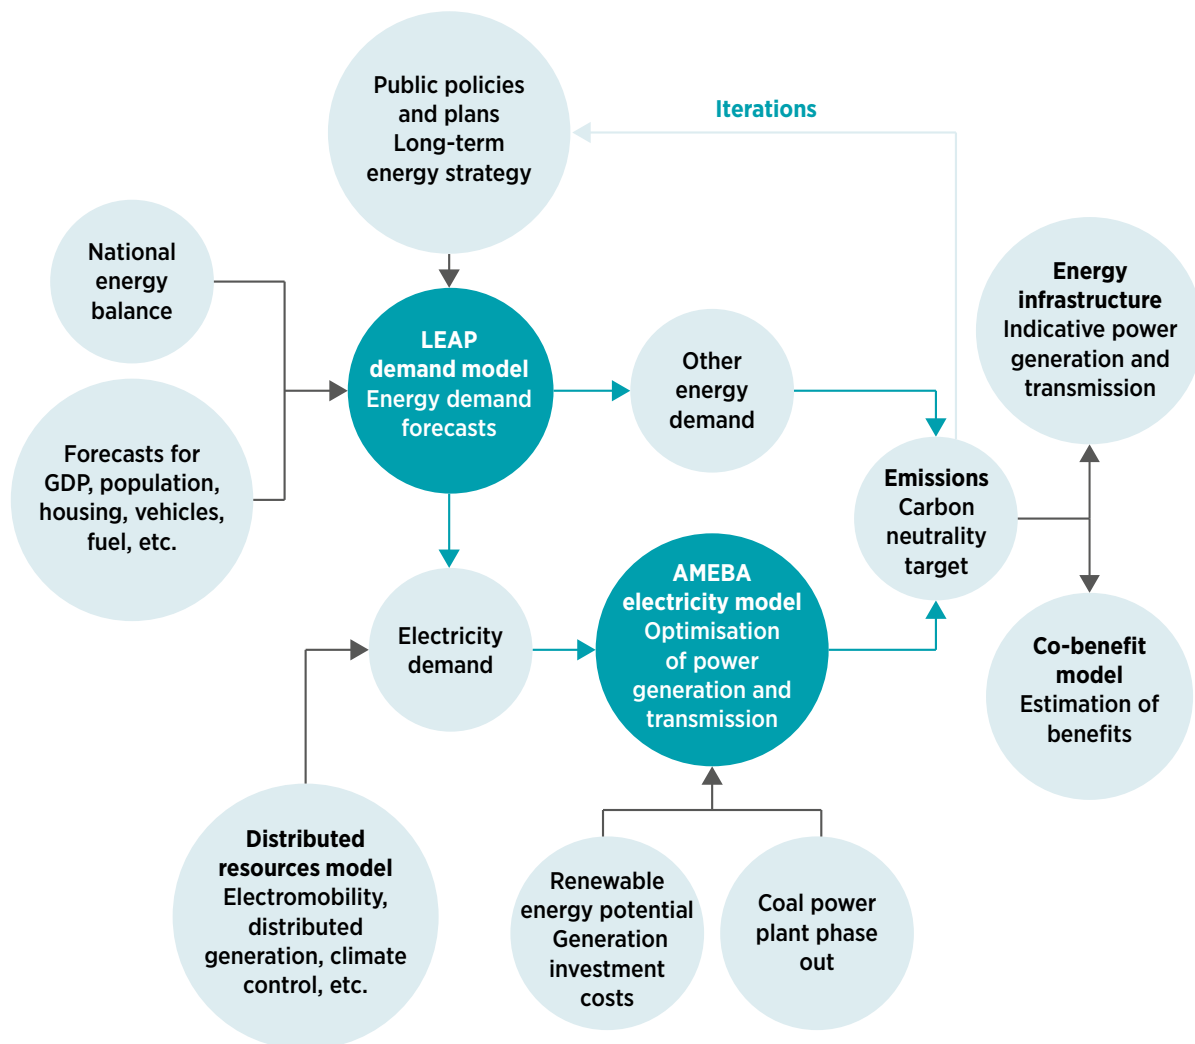 Public policies
and plans
Long-term
energy strategy
Iterations
National
energy
balance
Energy
infrastructure
Indicative power
generation and
transmission
LEAP
demand model
Energy demand
forecasts
Other
energy
demand
Forecasts for
GDP, population,
housing, vehicles,
fuel, etc.
Emissions
Carbon
neutrality
target
AMEBA
electricity model
Optimisation
of power
generation and
transmission
Electricity
demand
Co-benefit
model
Estimation of
benefits
Distributed
resources model
Electromobility,
distributed
generation, climate
control, etc.
Renewable
energy potential
Generation
investment
costs
Coal power
plant phase
out